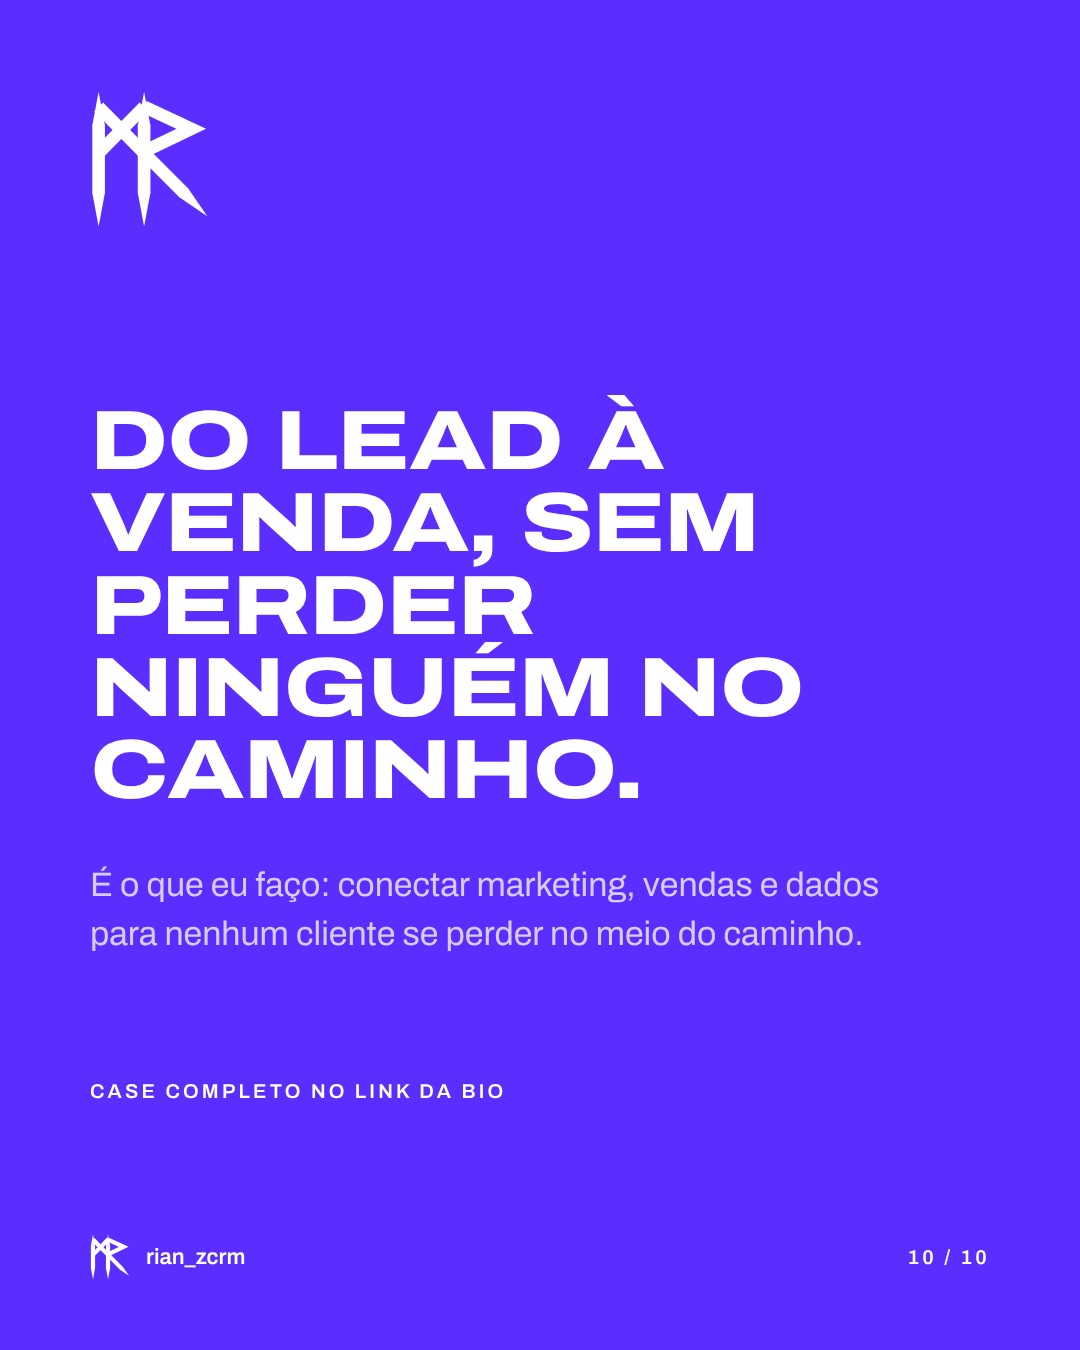 DO LEAD À
VENDA, SEM
PERDER
NINGUÉM NO
CAMINHO.
É o que eu faço: conectar marketing, vendas e dados
para nenhum cliente se perder no meio do caminho.
CASE COMPLETO NO LINK DA BIO
rian_zcrm
10 / 10